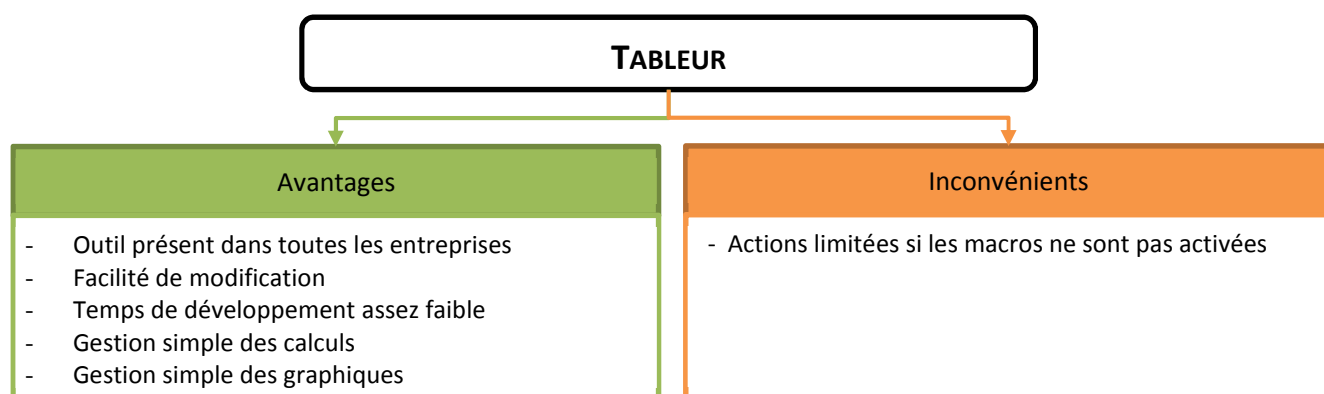 TABLEUR
Avantages
- Outil présent dans toutes les entreprises
- Facilité de modification
- Temps de développement assez faible
- Gestion simple des calculs
- Gestion simple des graphiques
Inconvénients
- Actions limitées si les macros ne sont pas activées